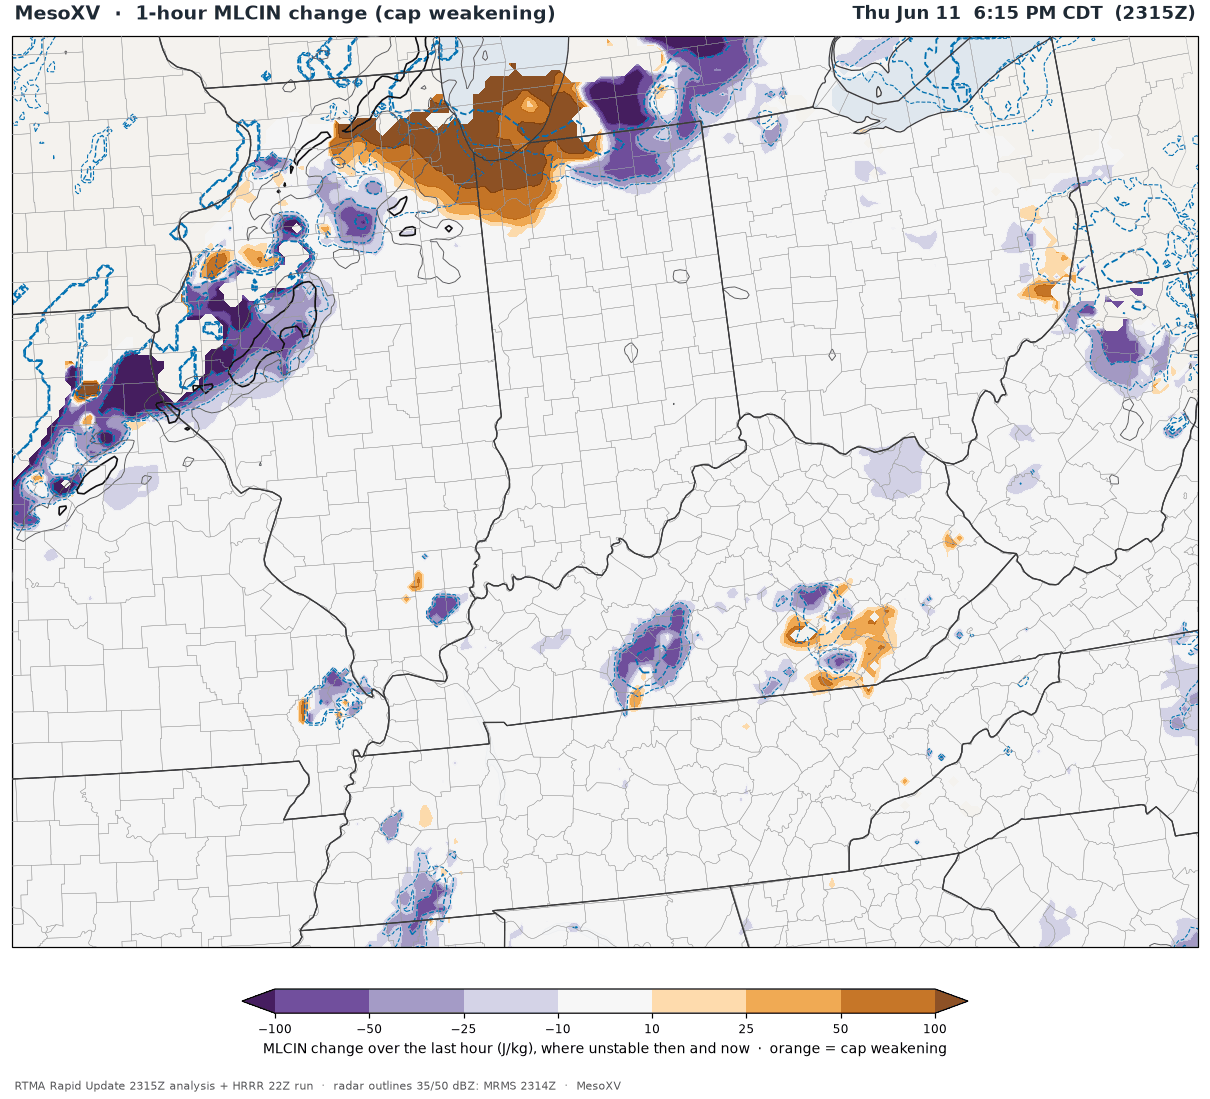 MesoXV · 1-hour MLCIN change (cap weakening)
Thu Jun 11 6:15 PM CDT (2315Z)
−100 −50 −25 −10 10 25 50 100
MLCIN change over the last hour (J/kg), where unstable then and now · orange = cap weakening
RTMA Rapid Update 2315Z analysis + HRRR 22Z run · radar outlines 35/50 dBZ: MRMS 2314Z · MesoXV